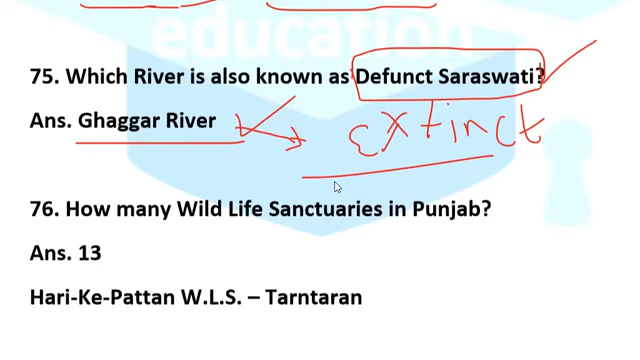 education
75. Which River is also known as Defunct Saraswati?
Ans. Ghaggar River
extinct
76. How many Wild Life Sanctuaries in Punjab?
Ans. 13
Hari-Ke-Pattan W.L.S. – Tarntaran